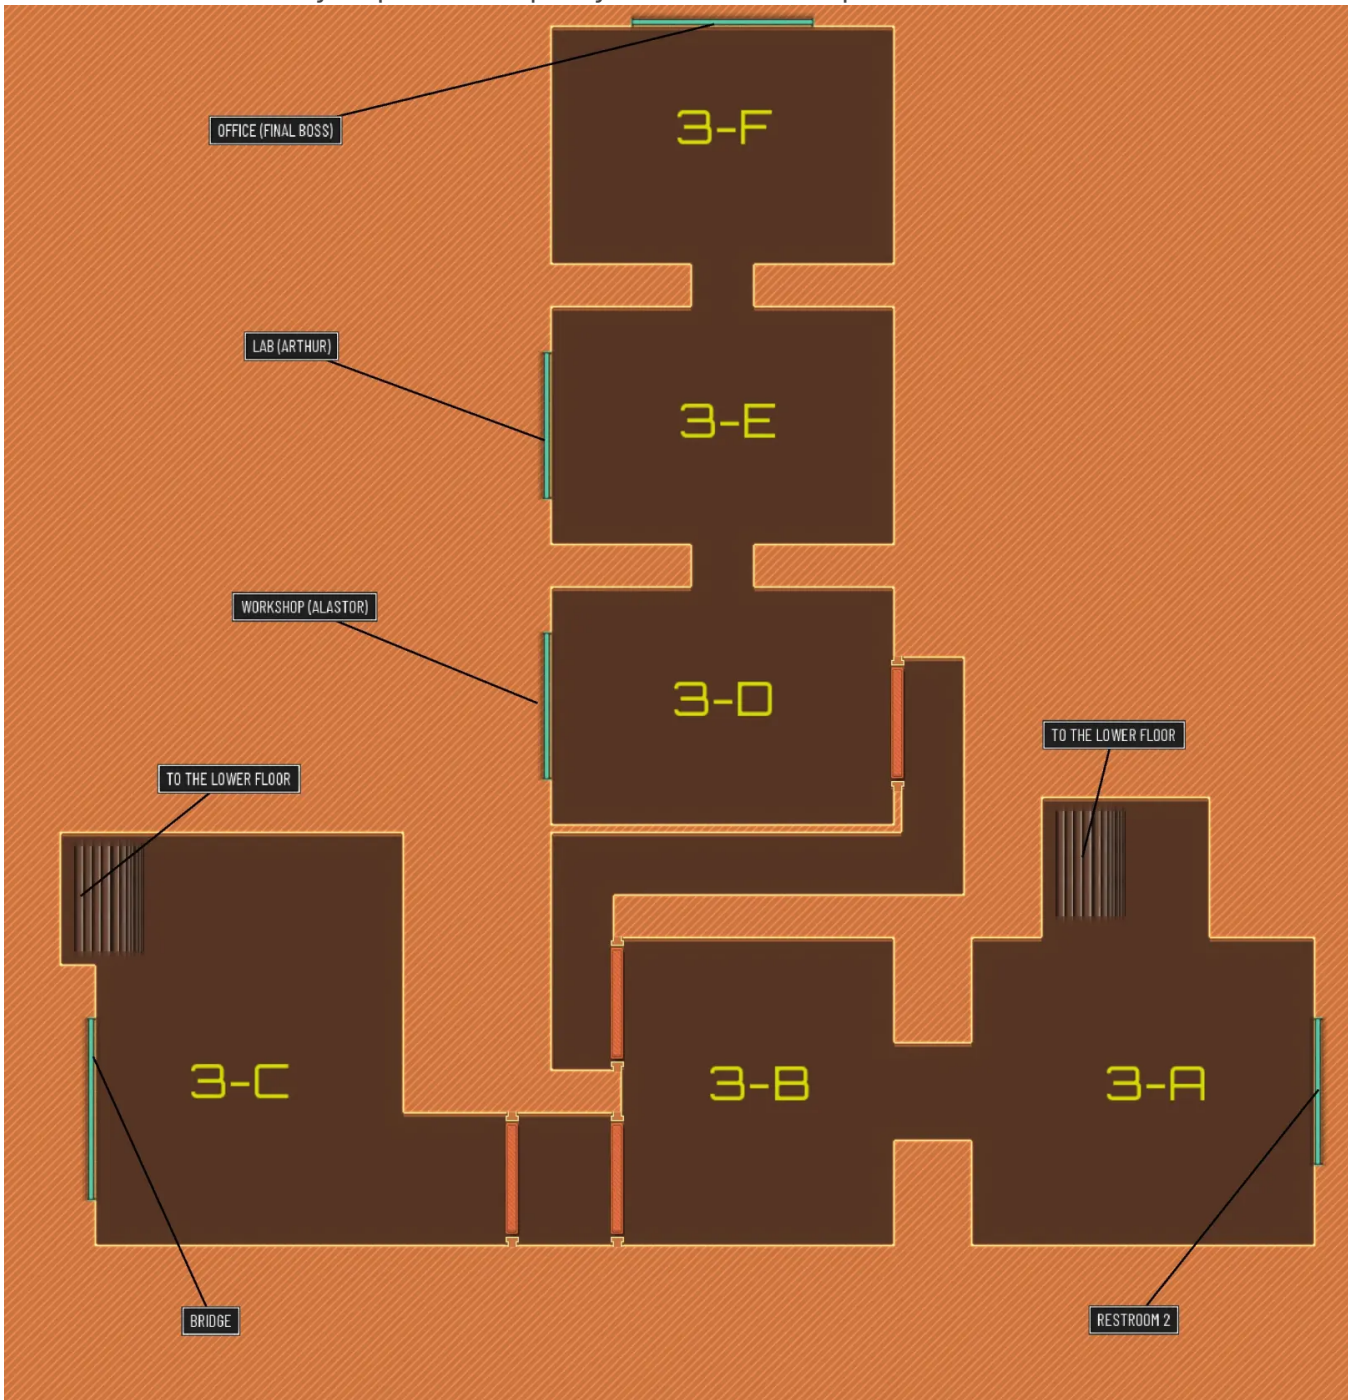 3-F
OFFICE (FINAL BOSS)
LAB (ARTHUR)
3-E
WORKSHOP (ALASTOR)
3-D
TO THE LOWER FLOOR
TO THE LOWER FLOOR
3-C
3-B
3-A
BRIDGE
RESTROOM 2